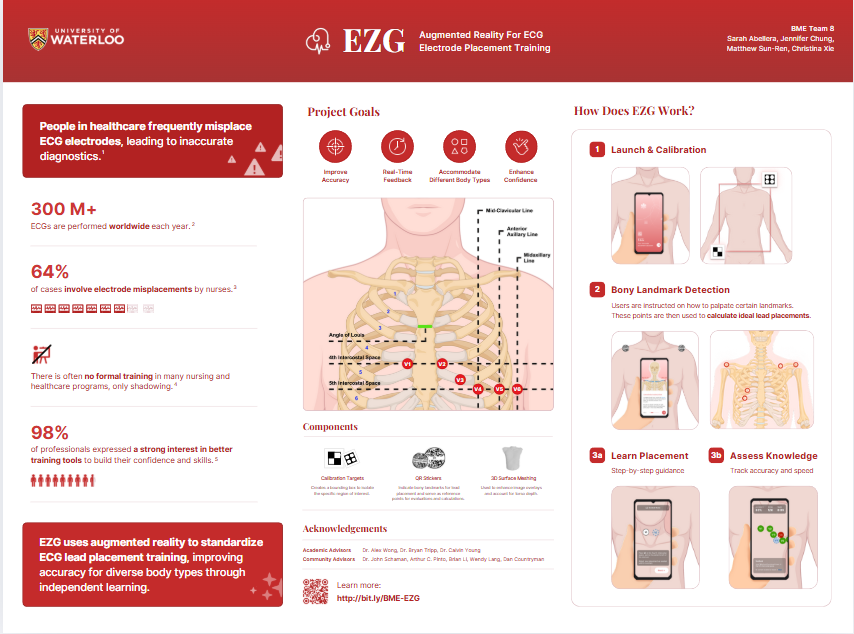 UNIVERSITY OF
WATERLOO
EZG
Augmented Reality For ECG
Electrode Placement Training
BME Team 8
Sarah Abellera, Jennifer Chung,
Matthew Sun-Ren, Christina Xie
People in healthcare frequently misplace
ECG electrodes, leading to inaccurate
diagnostics.1
300 M+
ECGs are performed worldwide each year. 2
64%
of cases involve electrode misplacements by nurses.3
There is often no formal training in many nursing and
healthcare programs, only shadowing. 4
98%
of professionals expressed a strong interest in better
training tools to build their confidence and skills. 5
EZG uses augmented reality to standardize
ECG lead placement training, improving
accuracy for diverse body types through
independent learning.
Project Goals
Improve
Accuracy
Real-Time
Feedback
Accommodate
Different Body Types
Enhance
Confidence
Mid-Clavicular Line
Anterior
Axillary Line
Midaxillary
Line
1
2
3
Angle of Louis
4
4th Intercostal Space
V1
V2
5
V3
5th Intercostal Space
V4
V5
V6
6
Components
Calibration Targets
Creates a bounding box to isolate
the specific region of interest.
QR Stickers
Indicate bony landmarks for lead
placement and serve as reference
points for evaluations and calculations.
3D Surface Meshing
Used to enhance image overlays
and account for torso depth
Acknowledgements
Academic Advisors Dr. Alex Wong, Dr. Bryan Tripp, Dr. Calvin Young
Community Advisors Dr. John Schaman, Arthur C. Pinto, Brian Li, Wendy Lang, Dan Countryman
Learn more:
http://bit.ly/BME-EZG
How Does EZG Work?
1 Launch & Calibration
2 Bony Landmark Detection
Users are instructed on how to palpate certain landmarks.
These points are then used to calculate ideal lead placements.
3a Learn Placement
Step-by-step guidance
3b Assess Knowledge
Track accuracy and speed